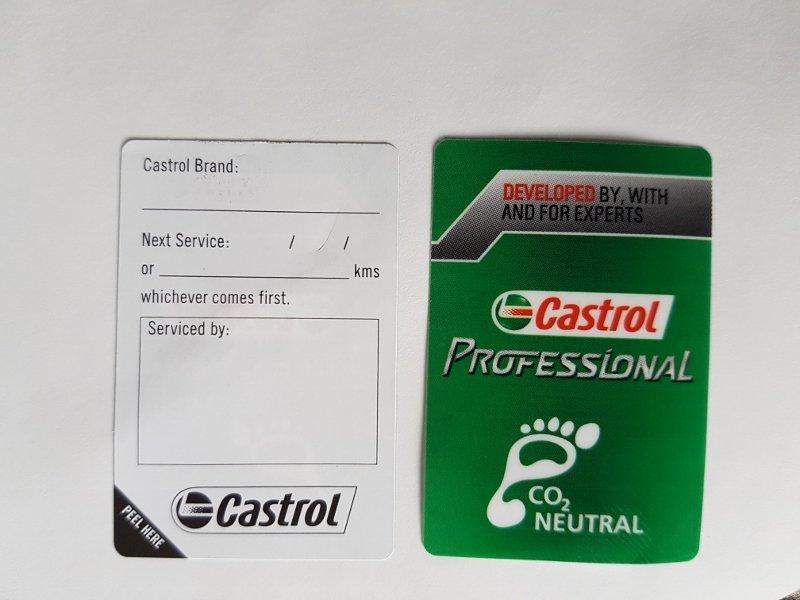 Castrol Brand:
Next Service: / /
or ____ kms
whichever comes first.
Serviced by:
PEEL HERE
Castrol
DEVELOPED BY, WITH
AND FOR EXPERTS
Castrol
PROFESSIONAL
CO₂
NEUTRAL